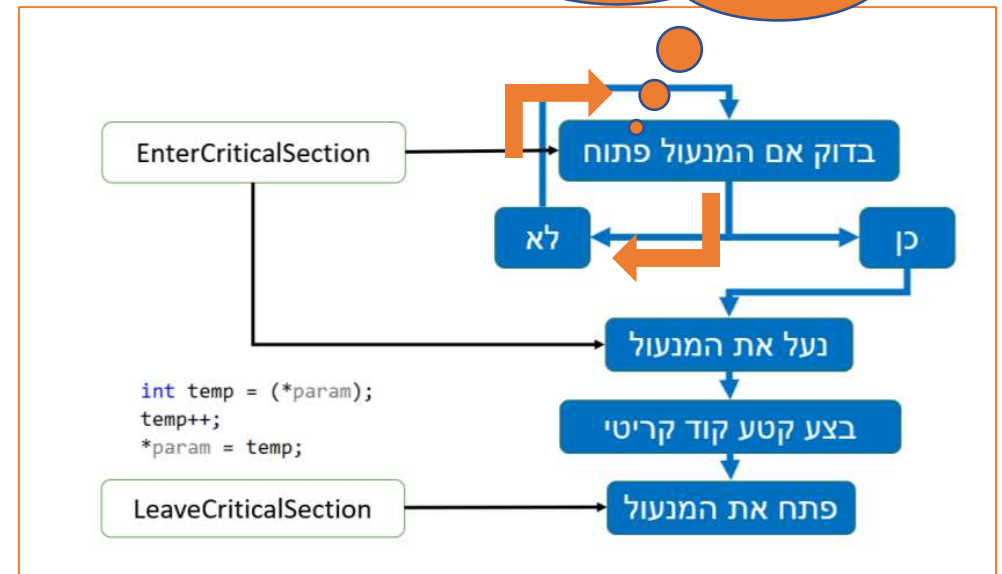 EnterCriticalSection
בדוק אם המנעול פתוח
לא
כן
נעל את המנעול
int temp = (*param);
temp++;
*param = temp;
בצע קטע קוד קריטי
LeaveCriticalSection
פתח את המנעול